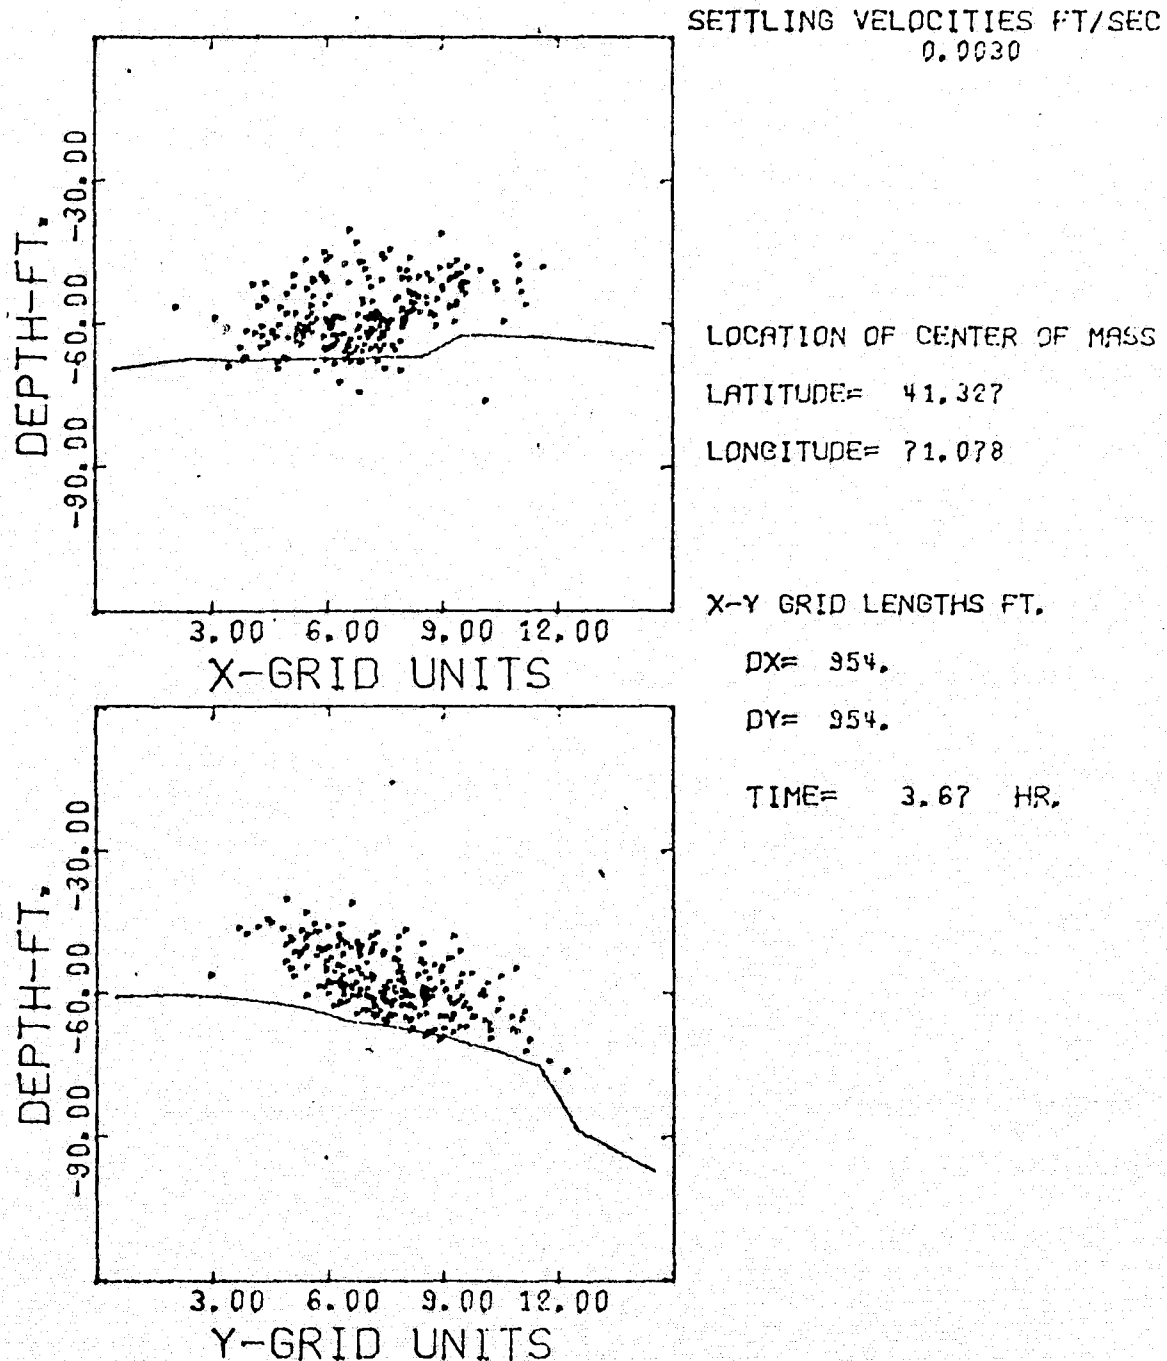 SETTLING VELOCITIES FT/SEC
0.0030
DEPTH-FT.
-30.00
-60.00
-90.00
3.00 6.00 9.00 12.00
X-GRID UNITS
LOCATION OF CENTER OF MASS
LATITUDE= 41.327
LONGITUDE= 71.078
X-Y GRID LENGTHS FT.
DX= 954.
DY= 954.
TIME= 3.67 HR.
DEPTH-FT.
-30.00
-60.00
-90.00
3.00 6.00 9.00 12.00
Y-GRID UNITS